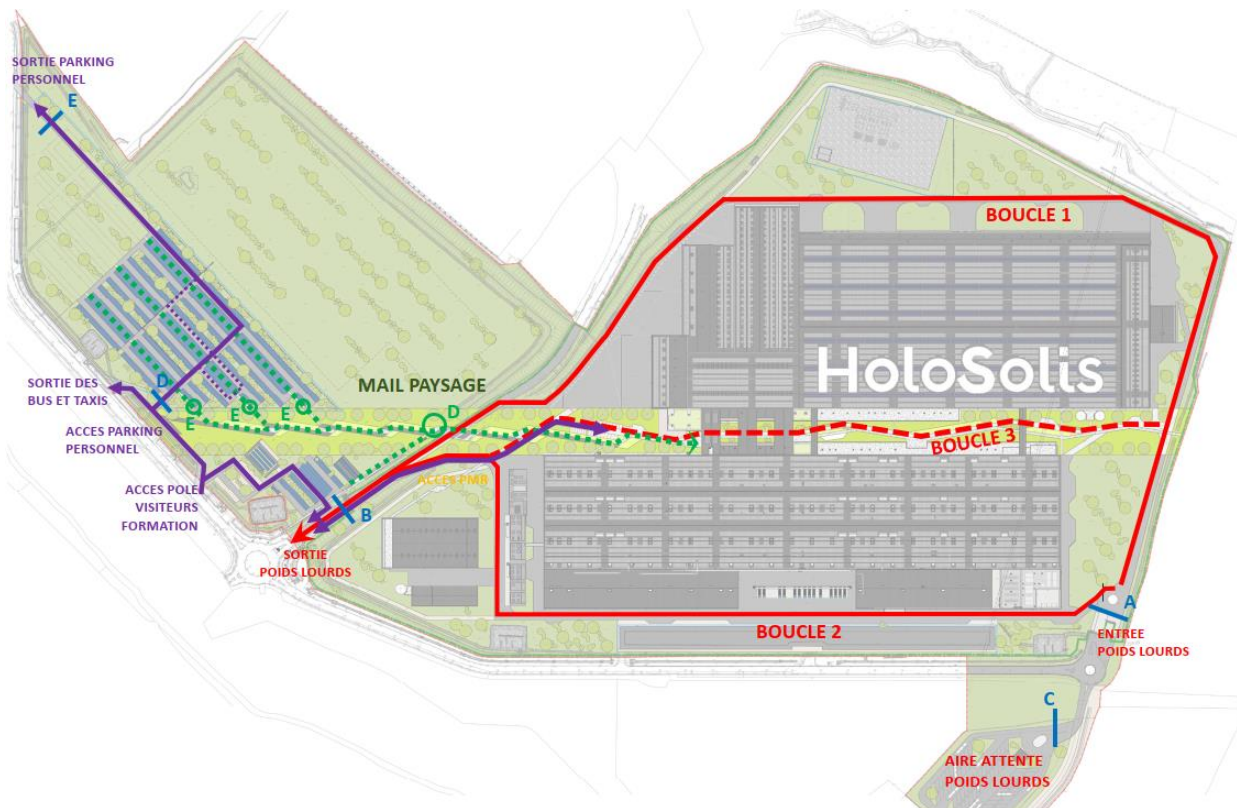 SORTIE PARKING
PERSONNEL
E
BOUCLE 1
HoloSolis
MAIL PAYSAGE
D
SORTIE DES
BUS ET TAXIS
D
E
E
E
ACCES PARKING
PERSONNEL
BOUCLE 3
ACCES PMR
ACCES POLE
VISITEURS
FORMATION
B
SORTIE
POIDS LOURDS
A
BOUCLE 2
ENTREE
POIDS LOURDS
C
AIRE ATTENTE
POIDS LOURDS